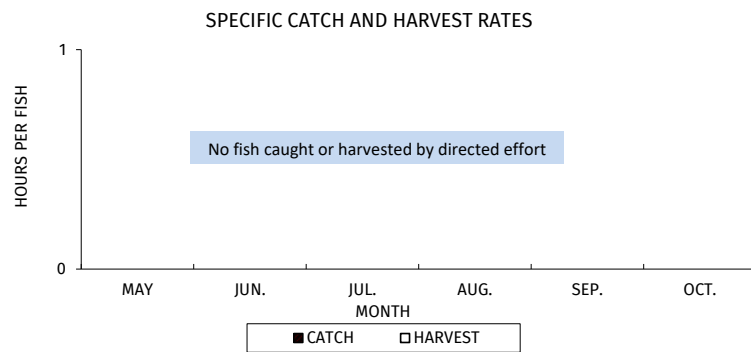 SPECIFIC CATCH AND HARVEST RATES
1
HOURS PER FISH
No fish caught or harvested by directed effort
0
MAY JUN. JUL. AUG. SEP. OCT.
MONTH
CATCH HARVEST